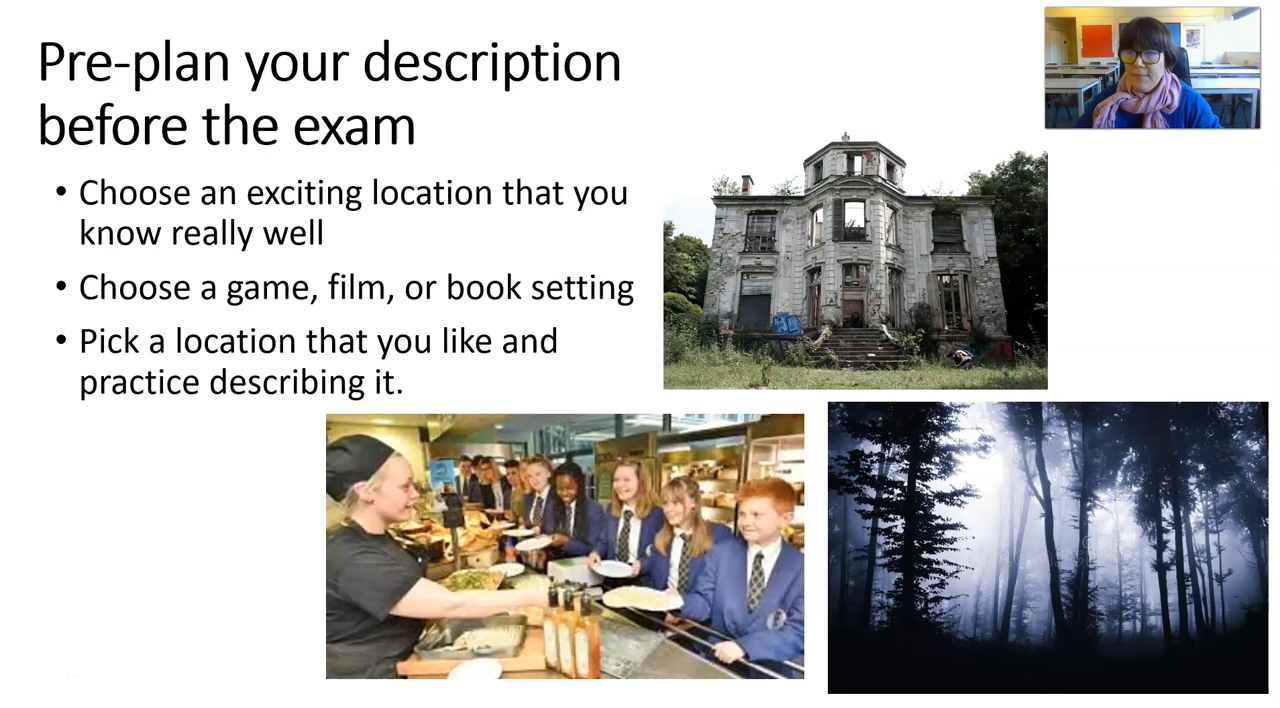 Pre-plan your description
before the exam
• Choose an exciting location that you
know really well
• Choose a game, film, or book setting
• Pick a location that you like and
practice describing it.